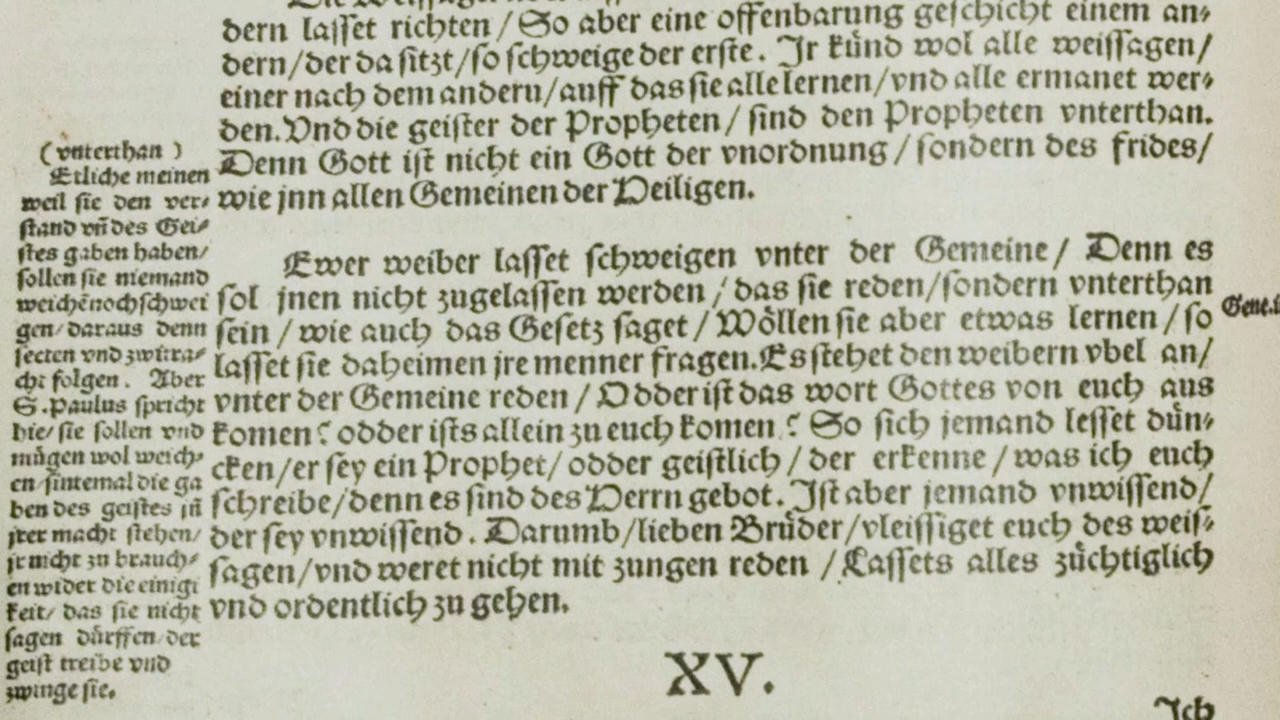 dern lasset richten / So aber eine offenbarung geschicht einem an⸗
dern / der da sitzt / so schweige der erste. Jr künd wol alle weissagen /
einer nach dem andern / auff das sie alle lernen / vnd alle ermanet wer⸗
den. Vnd die geister der Propheten / sind den Propheten vnterthan.
Denn Gott ist nicht ein Gott der vnordnung / sondern des frides /
wie jnn allen Gemeinen der Heiligen.
(vnterthan)
Etliche meinen
weil sie den ver⸗
stand vñ des Gei⸗
stes gaben haben /
sollen sie niemand
weichẽ noch schwei
gen / daraus denn
secten vnd zwitra⸗
cht folgen. Aber
S. Paulus spricht
hie / sie sollen vnd
mügen wol weich⸗
en / sintemal die ga
ben des geistes jñ
jrer macht stehen /
jr nicht zu brauch⸗
en wider die einigi
keit / das sie nicht
sagen dürffen / der
geist treibe vnd
zwinge sie.
Ewer weiber lasset schweigen vnter der Gemeine / Denn es
sol jnen nicht zugelassen werden / das sie reden / sondern vnterthan
sein / wie auch das Gesetz saget / Wöllen sie aber etwas lernen / so
lasset sie daheimen jre menner fragen. Es stehet den weibern vbel an /
vnter der Gemeine reden / Odder ist das wort Gottes von euch aus
komen? odder ists allein zu euch komen? So sich jemand lesset dün⸗
cken / er sey ein Prophet / odder geistlich / der erkenne / was ich euch
schreibe / denn es sind des Herrn gebot. Jst aber jemand vnwissend /
der sey vnwissend. Darumb / lieben Brüder / vleissiget euch des weis⸗
sagen / vnd weret nicht mit zungen reden / Lassets alles züchtiglich
vnd ordentlich zu gehen.
XV.
Jch